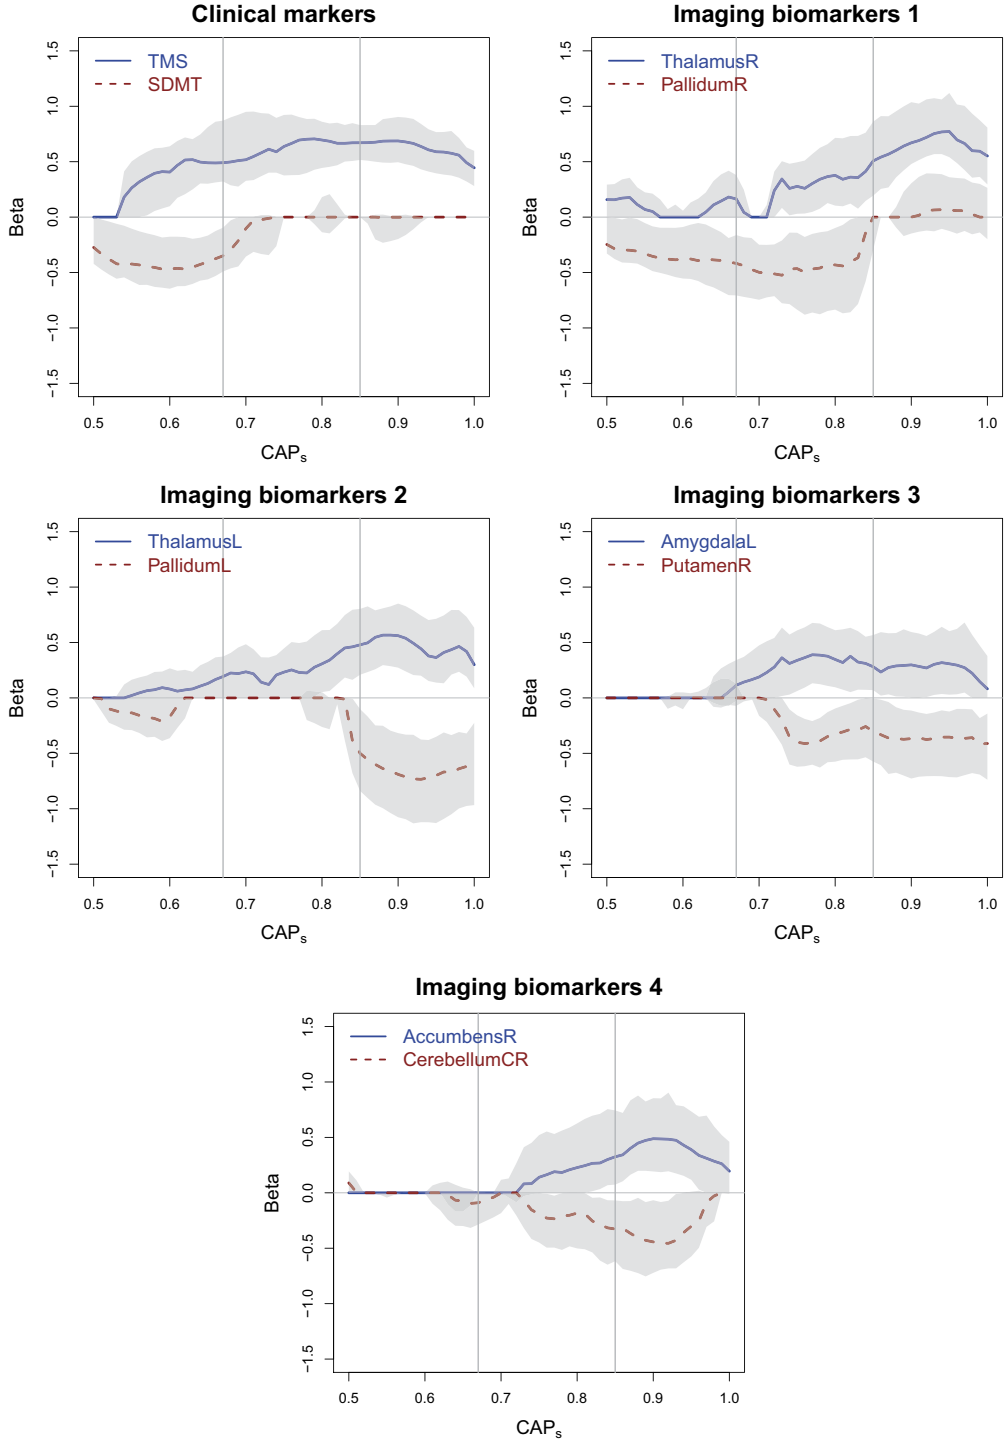 Clinical markers
TMS
SDMT
Beta
1.5
1.0
0.5
0.0
−0.5
−1.0
−1.5
0.5 0.6 0.7 0.8 0.9 1.0
CAPs
Imaging biomarkers 1
ThalamusR
PallidumR
Beta
1.5
1.0
0.5
0.0
−0.5
−1.0
−1.5
0.5 0.6 0.7 0.8 0.9 1.0
CAPs
Imaging biomarkers 2
ThalamusL
PallidumL
Beta
1.5
1.0
0.5
0.0
−0.5
−1.0
−1.5
0.5 0.6 0.7 0.8 0.9 1.0
CAPs
Imaging biomarkers 3
AmygdalaL
PutamenR
Beta
1.5
1.0
0.5
0.0
−0.5
−1.0
−1.5
0.5 0.6 0.7 0.8 0.9 1.0
CAPs
Imaging biomarkers 4
AccumbensR
CerebellumCR
Beta
1.5
1.0
0.5
0.0
−0.5
−1.0
−1.5
0.5 0.6 0.7 0.8 0.9 1.0
CAPs